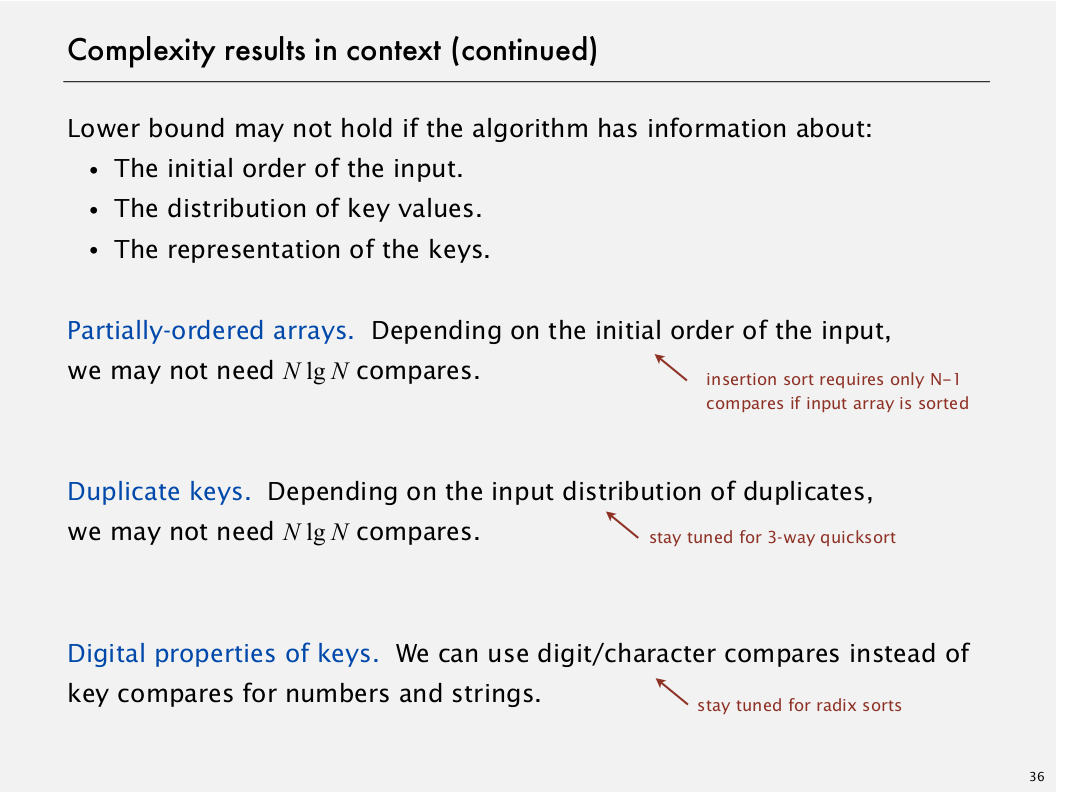 Complexity results in context (continued)
Lower bound may not hold if the algorithm has information about:
• The initial order of the input.
• The distribution of key values.
• The representation of the keys.
Partially-ordered arrays. Depending on the initial order of the input,
we may not need N lg N compares.
insertion sort requires only N–1
compares if input array is sorted
Duplicate keys. Depending on the input distribution of duplicates,
we may not need N lg N compares.
stay tuned for 3-way quicksort
Digital properties of keys. We can use digit/character compares instead of
key compares for numbers and strings.
stay tuned for radix sorts
36